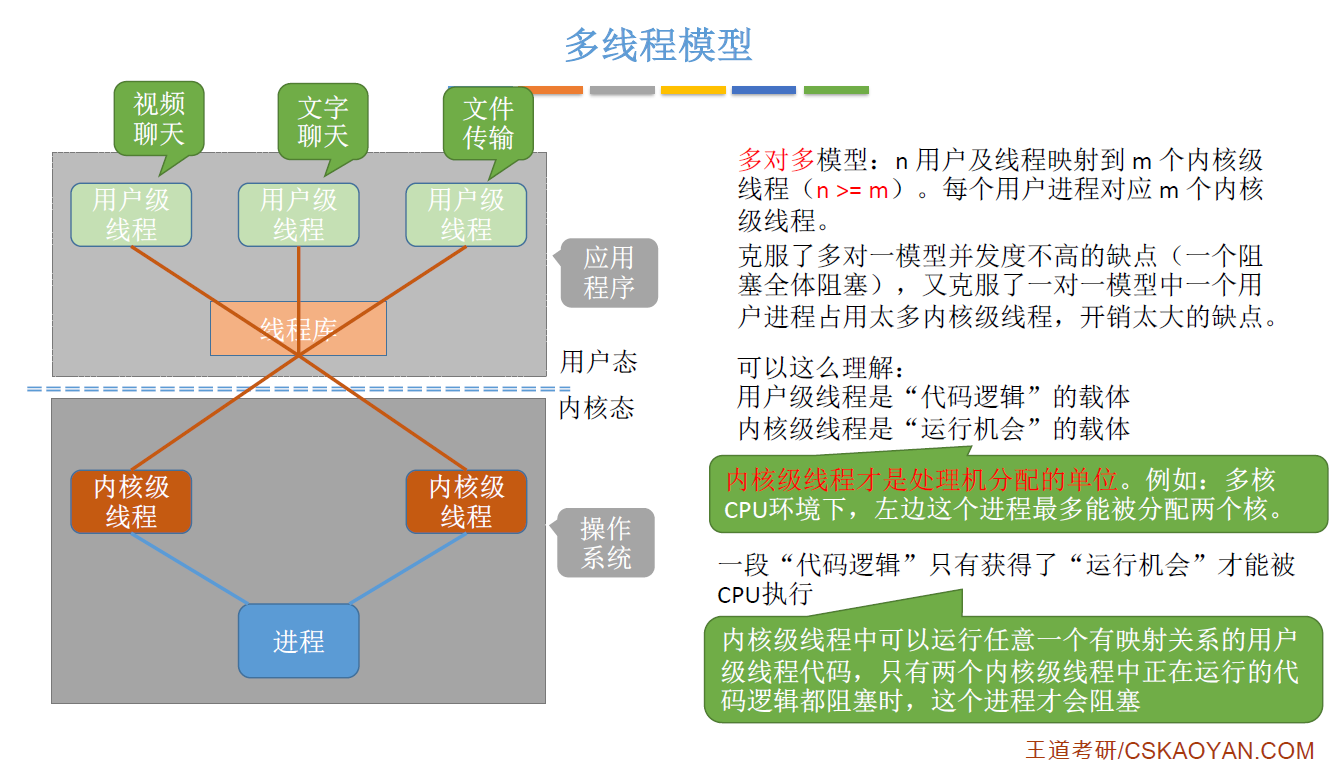 多线程模型
视频
聊天
文字
聊天
文件
传输
用户级
线程
用户级
线程
用户级
线程
应用
程序
线程库
用户态
内核态
内核级
线程
内核级
线程
操作
系统
进程
多对多模型：n 用户及线程映射到 m 个内核级
线程（n >= m）。每个用户进程对应 m 个内核
级线程。
克服了多对一模型并发度不高的缺点（一个阻
塞全体阻塞），又克服了一对一模型中一个用
户进程占用太多内核级线程，开销太大的缺点。
可以这么理解：
用户级线程是“代码逻辑”的载体
内核级线程是“运行机会”的载体
内核级线程才是处理机分配的单位。例如：多核
CPU环境下，左边这个进程最多能被分配两个核。
一段“代码逻辑”只有获得了“运行机会”才能被
CPU执行
内核级线程中可以运行任意一个有映射关系的用户
级线程代码，只有两个内核级线程中正在运行的代
码逻辑都阻塞时，这个进程才会阻塞
王道考研/CSKAOYAN.COM